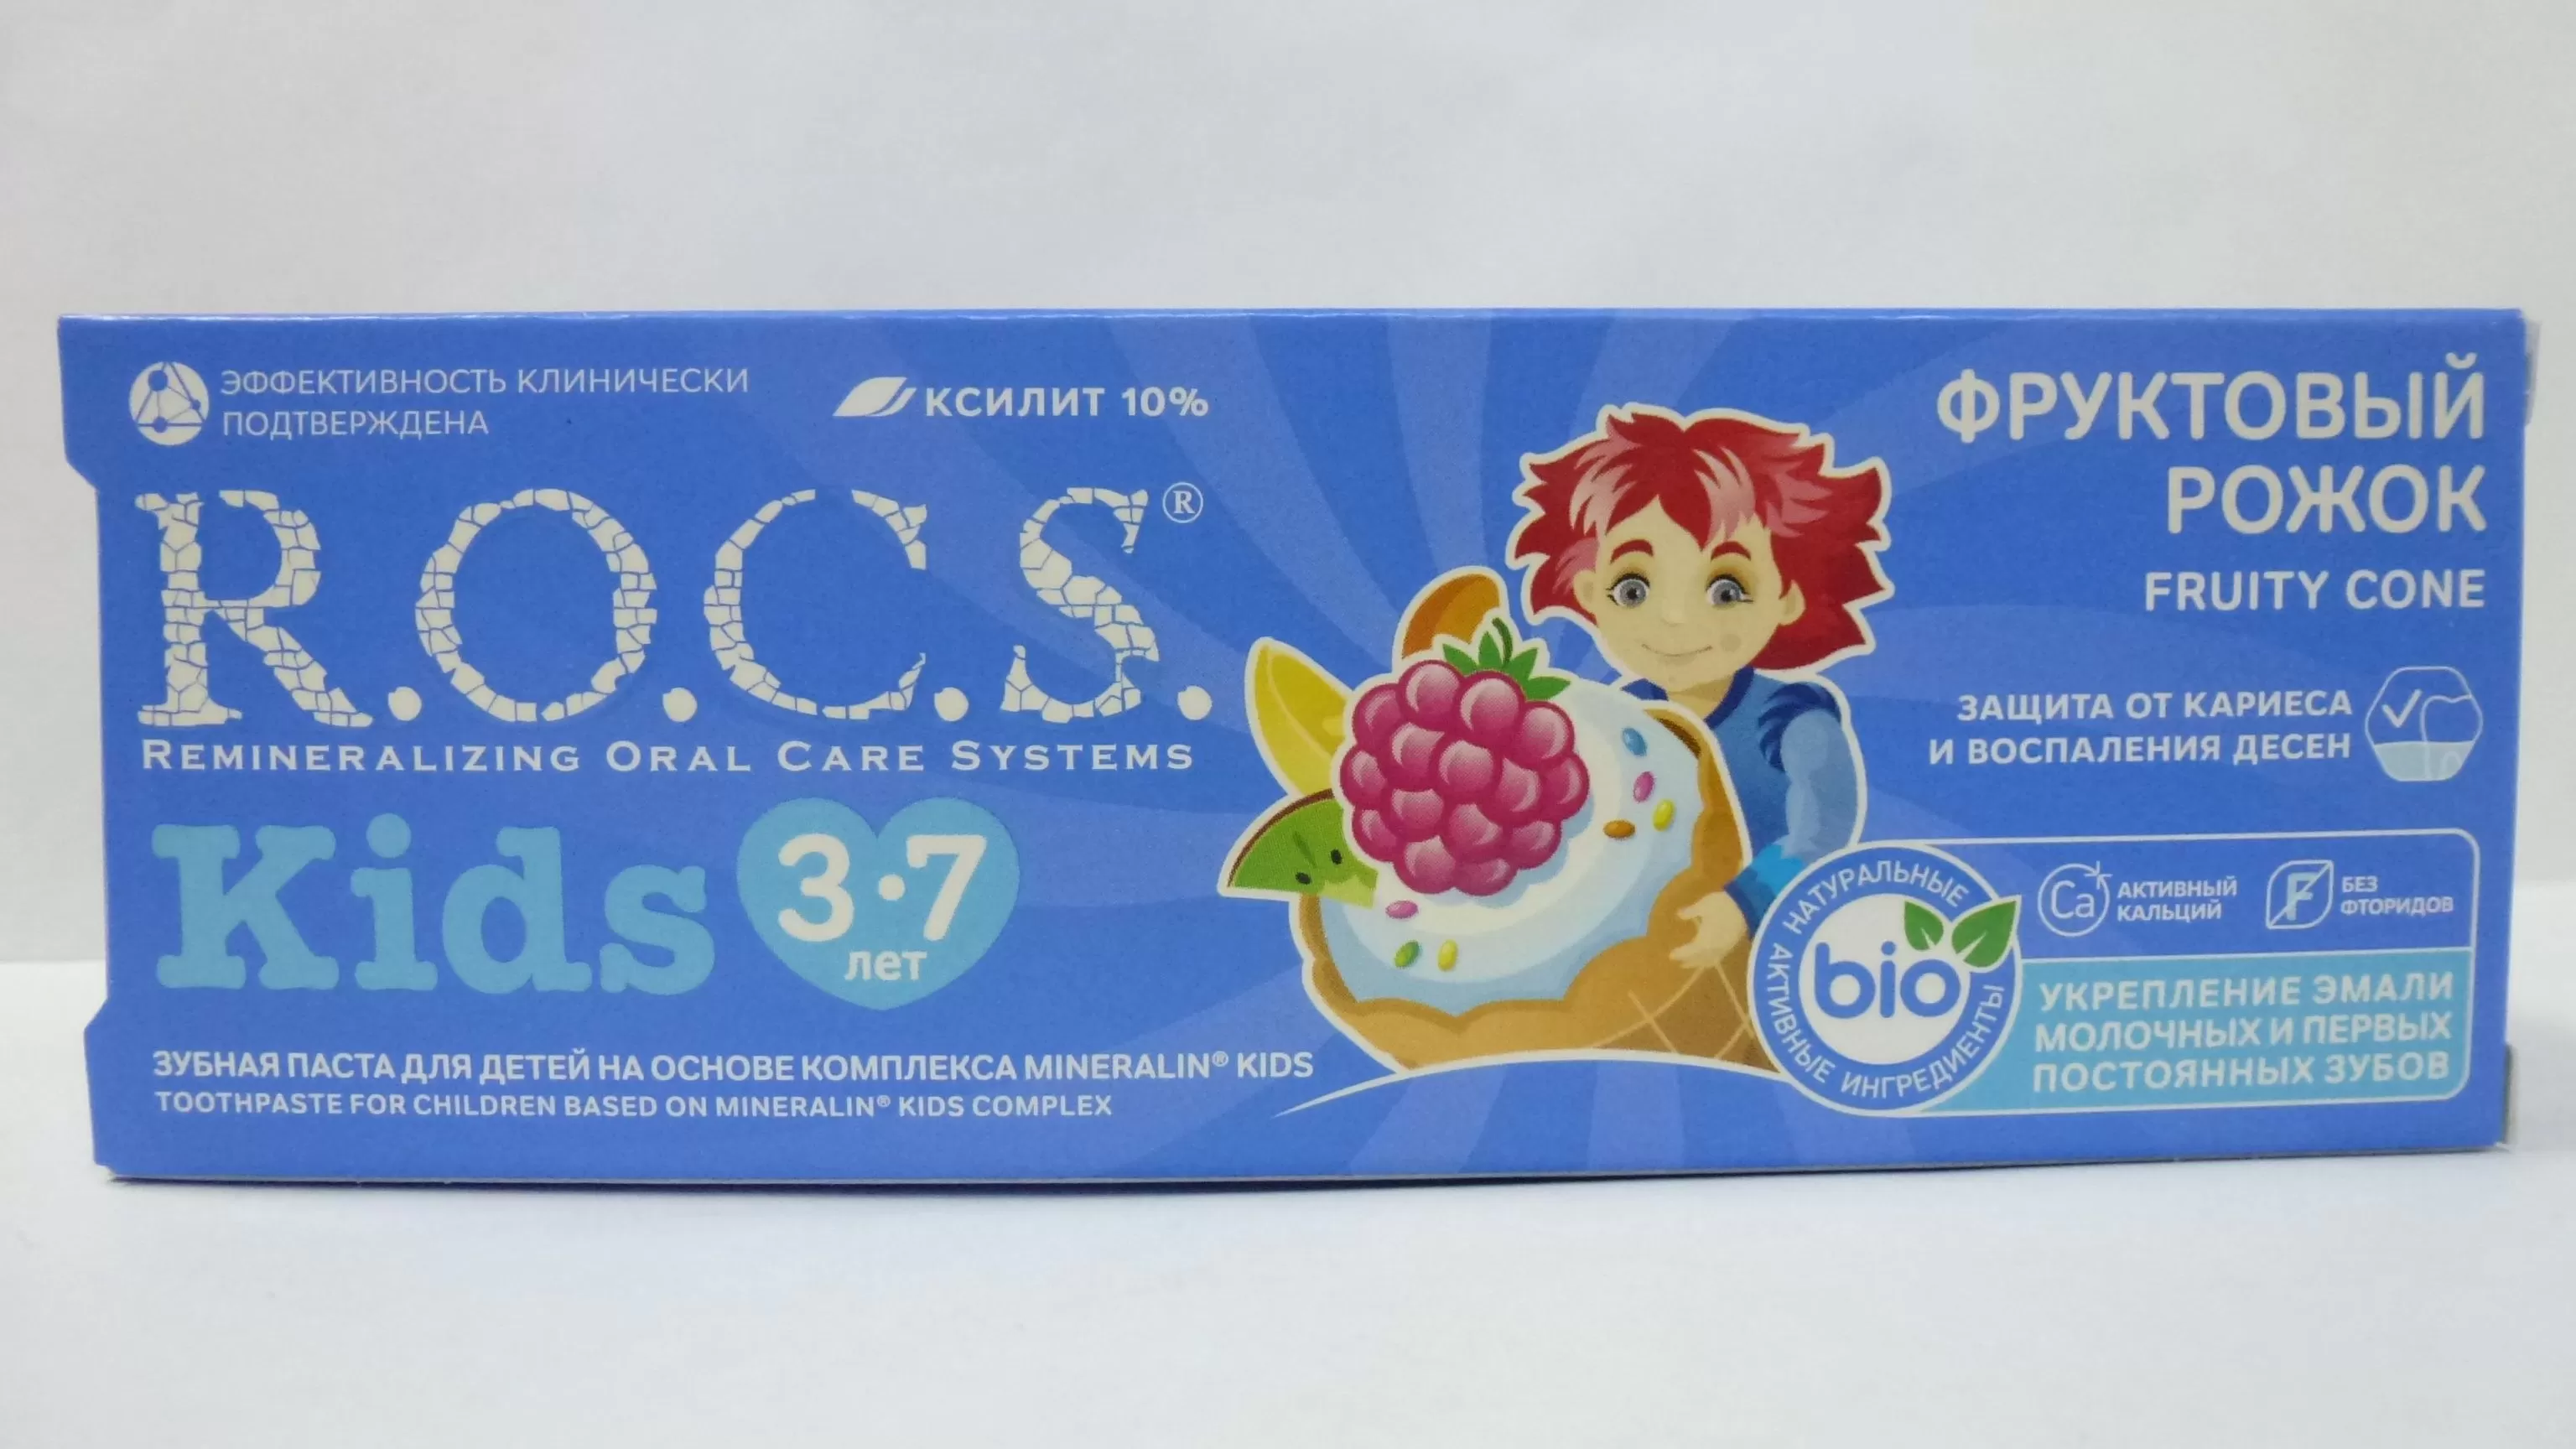 ЭФФЕКТИВНОСТЬ КЛИНИЧЕСКИ
ПОДТВЕРЖДЕНА
КСИЛИТ 10%
R.O.C.S.®
REMINERALIZING ORAL CARE SYSTEMS
Kids
3·7
лет
ЗУБНАЯ ПАСТА ДЛЯ ДЕТЕЙ НА ОСНОВЕ КОМПЛЕКСА MINERALIN® KIDS
TOOTHPASTE FOR CHILDREN BASED ON MINERALIN® KIDS COMPLEX
ФРУКТОВЫЙ
РОЖОК
FRUITY CONE
ЗАЩИТА ОТ КАРИЕСА
И ВОСПАЛЕНИЯ ДЕСЕН
НАТУРАЛЬНЫЕ
АКТИВНЫЕ ИНГРЕДИЕНТЫ
bio
Ca
АКТИВНЫЙ
КАЛЬЦИЙ
F
БЕЗ
ФТОРИДОВ
УКРЕПЛЕНИЕ ЭМАЛИ
МОЛОЧНЫХ И ПЕРВЫХ
ПОСТОЯННЫХ ЗУБОВ